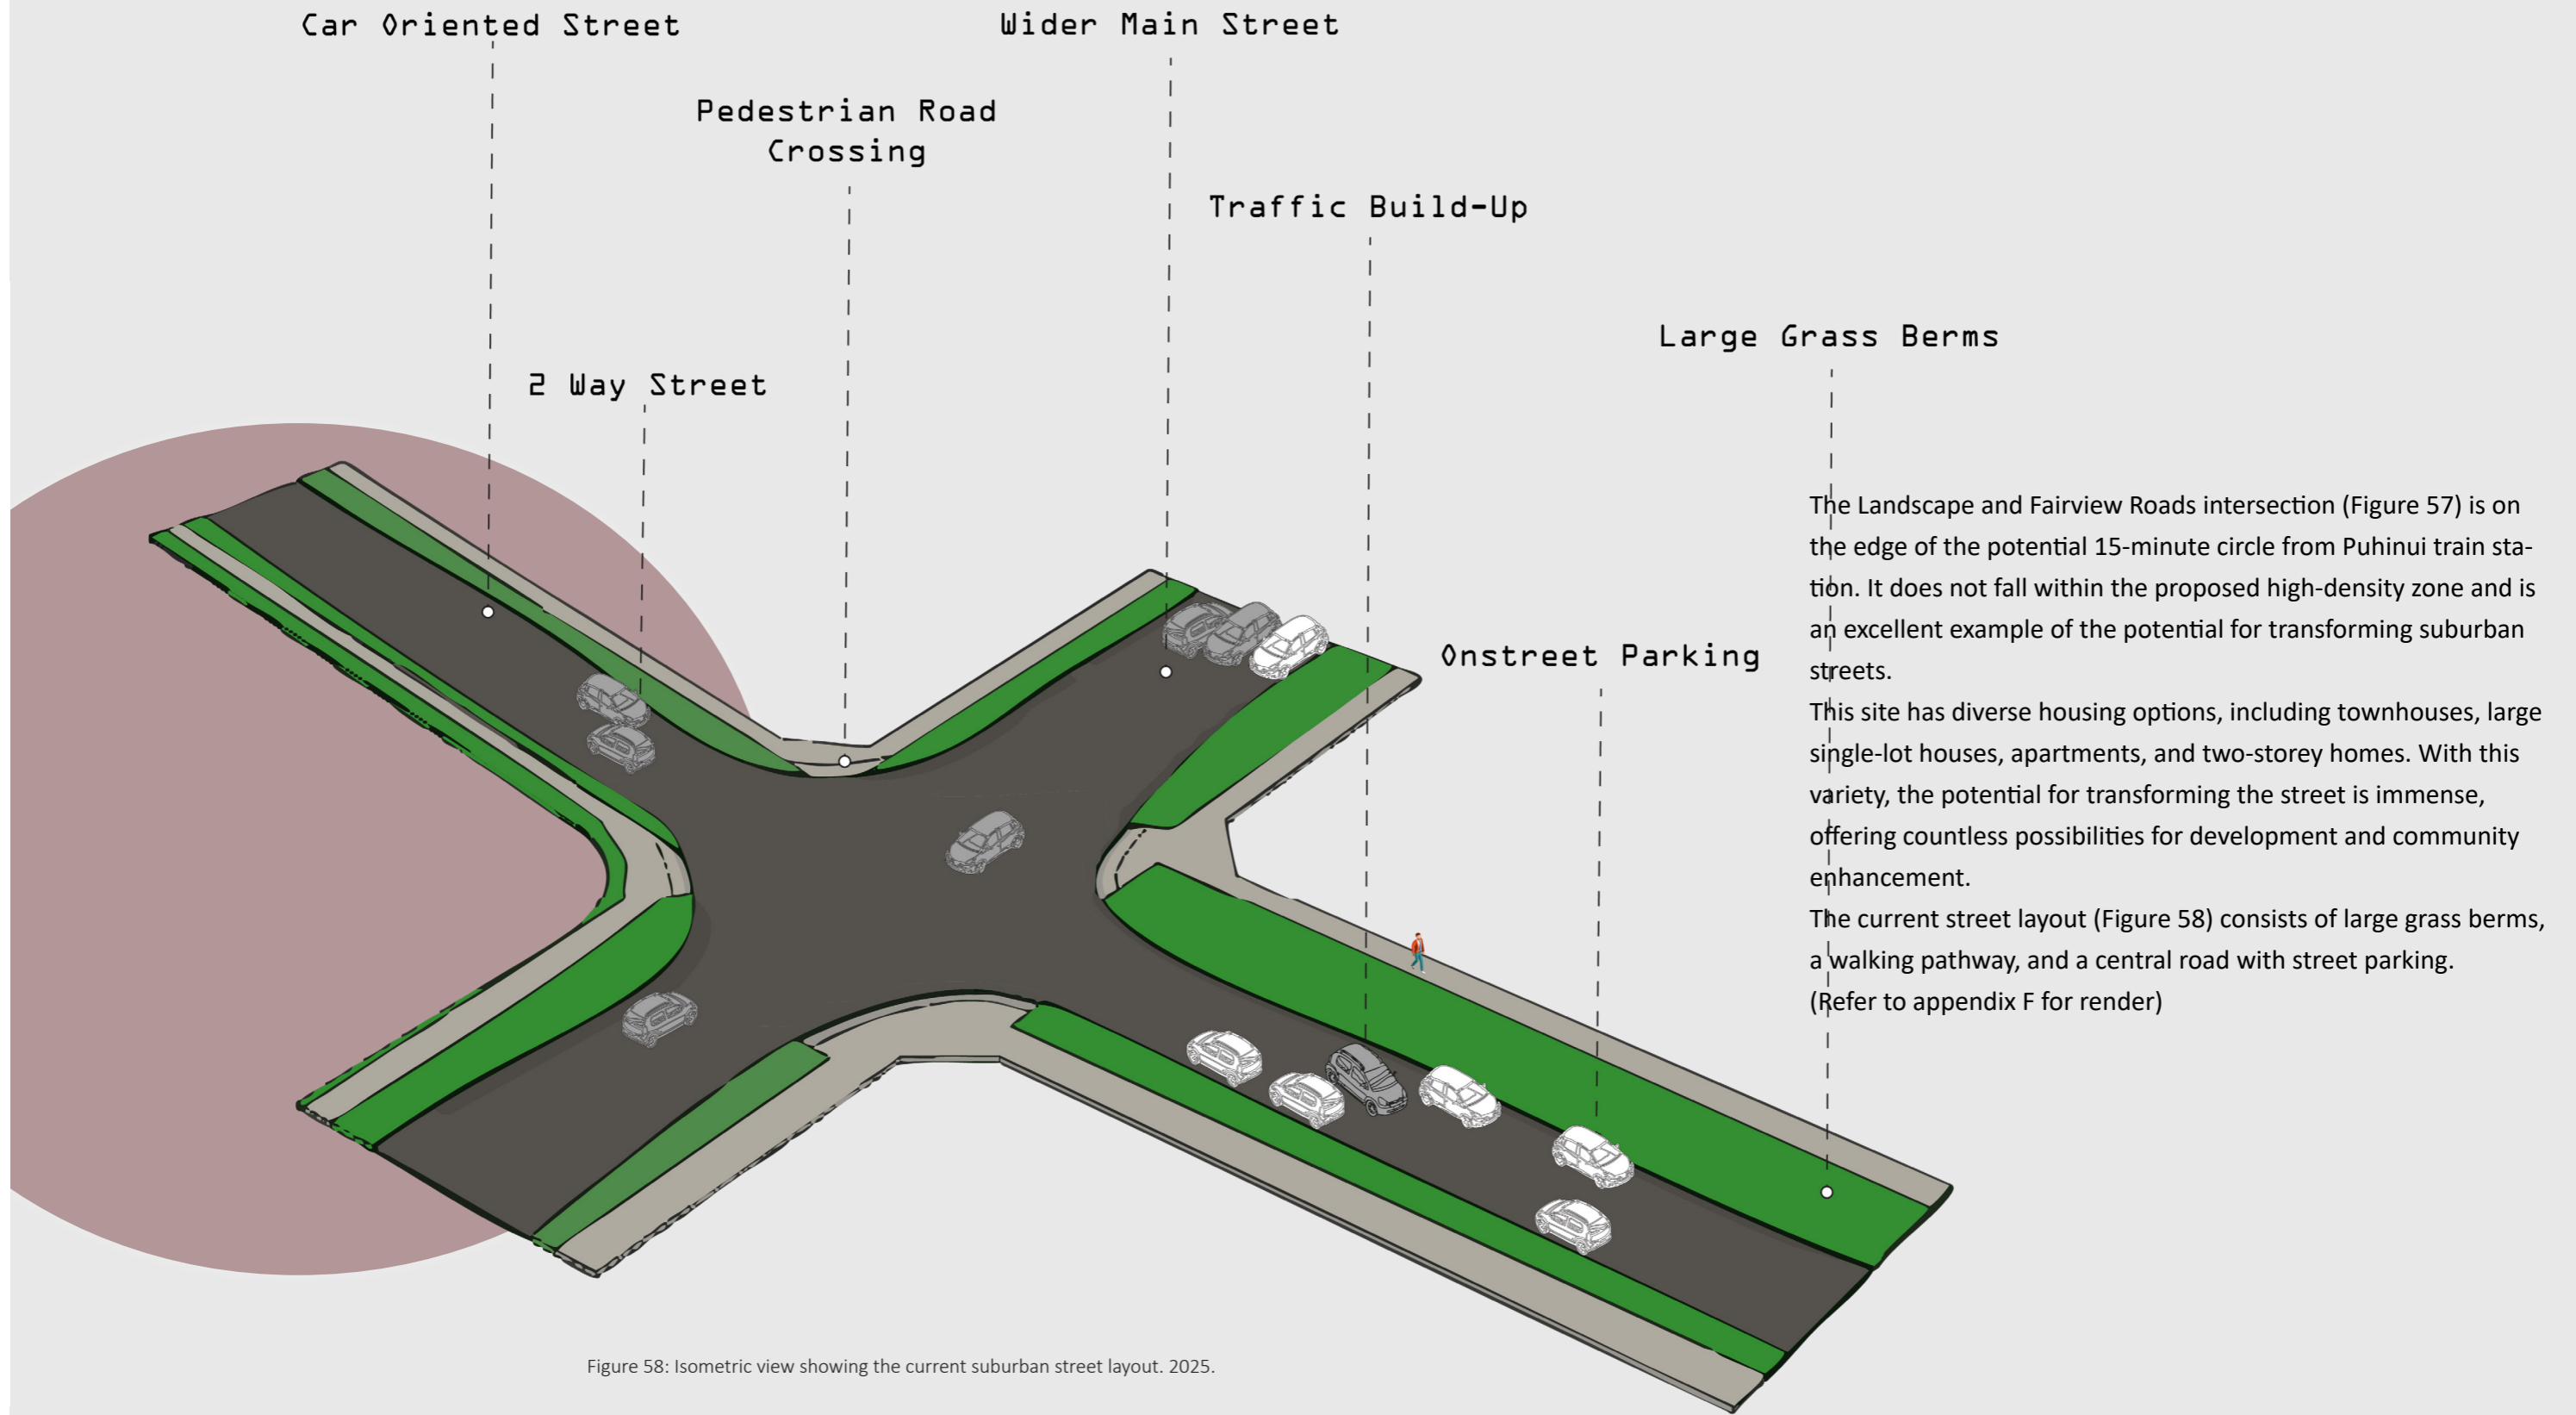 Car Oriented Street
Wider Main Street
Pedestrian Road
Crossing
Traffic Build-Up
Large Grass Berms
2 Way Street
Onstreet Parking
The Landscape and Fairview Roads intersection (Figure 57) is on
the edge of the potential 15-minute circle from Puhinui train sta-
tion. It does not fall within the proposed high-density zone and is
an excellent example of the potential for transforming suburban
streets.
This site has diverse housing options, including townhouses, large
single-lot houses, apartments, and two-storey homes. With this
variety, the potential for transforming the street is immense,
offering countless possibilities for development and community
enhancement.
The current street layout (Figure 58) consists of large grass berms,
a walking pathway, and a central road with street parking.
(Refer to appendix F for render)
Figure 58: Isometric view showing the current suburban street layout. 2025.